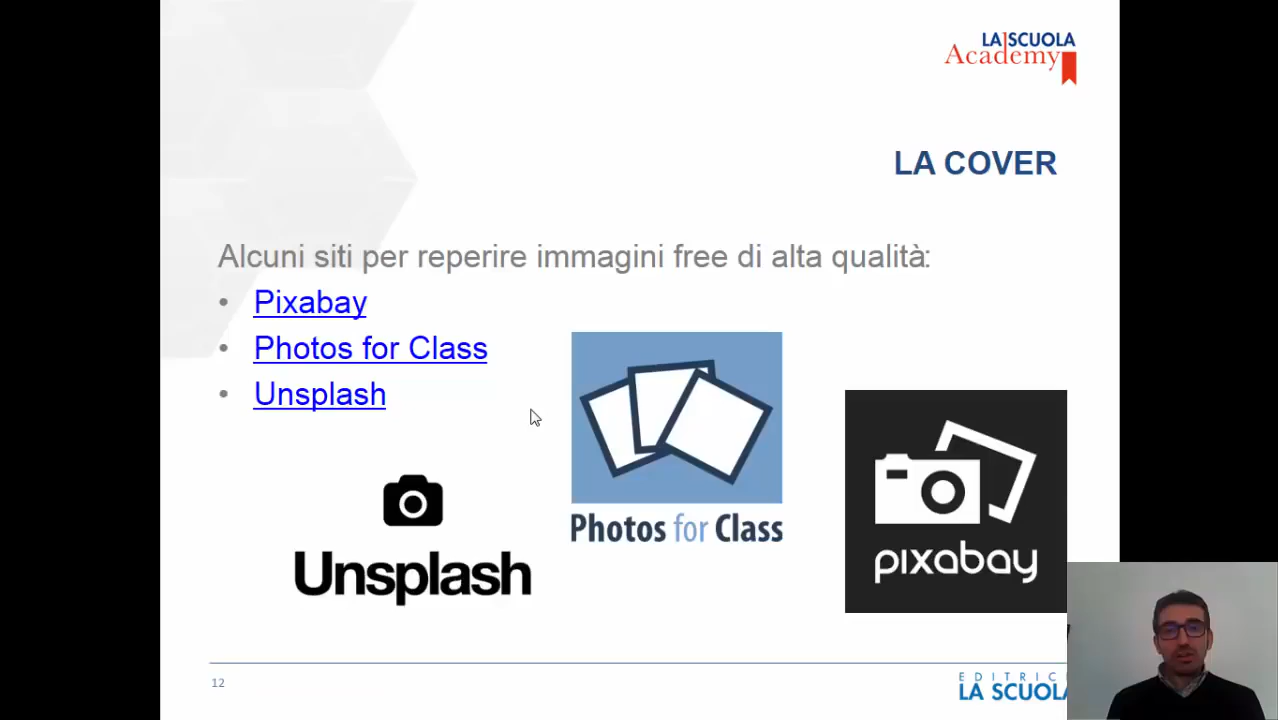 LA SCUOLA
Academy
LA COVER
Alcuni siti per reperire immagini free di alta qualità:
• Pixabay
• Photos for Class
• Unsplash
Photos for Class
Unsplash
pixabay
12
EDITRICE
LA SCUOLA